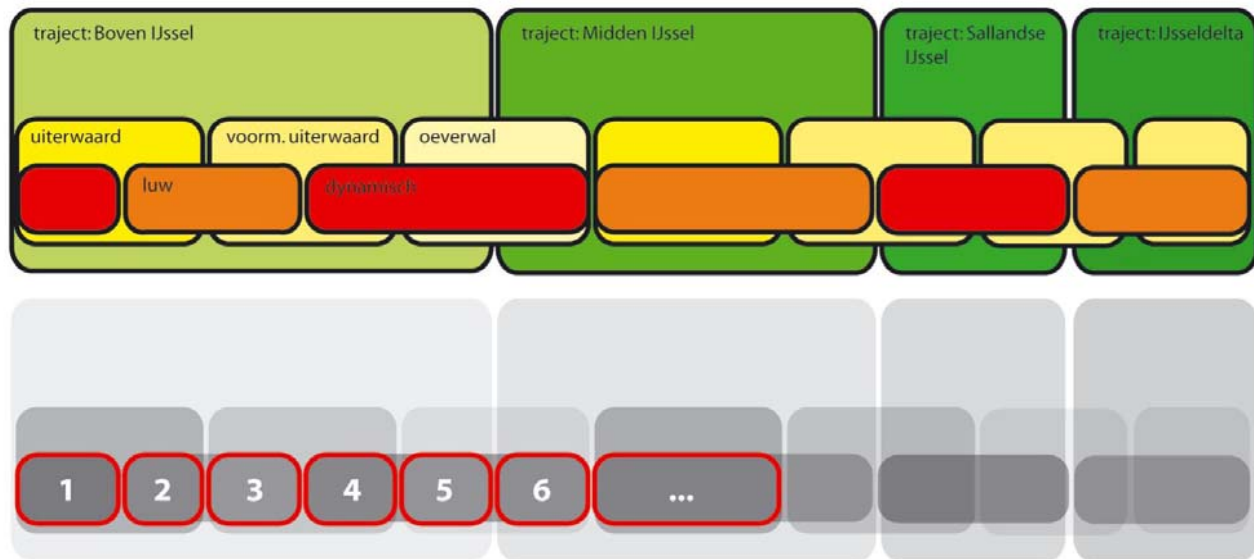 traject: Boven IJssel
traject: Midden IJssel
traject: Sallandse
IJssel
traject: IJsseldelta
uiterwaard
voorm. uiterwaard
oeverwal
luw
dynamisch
1
2
3
4
5
6
...